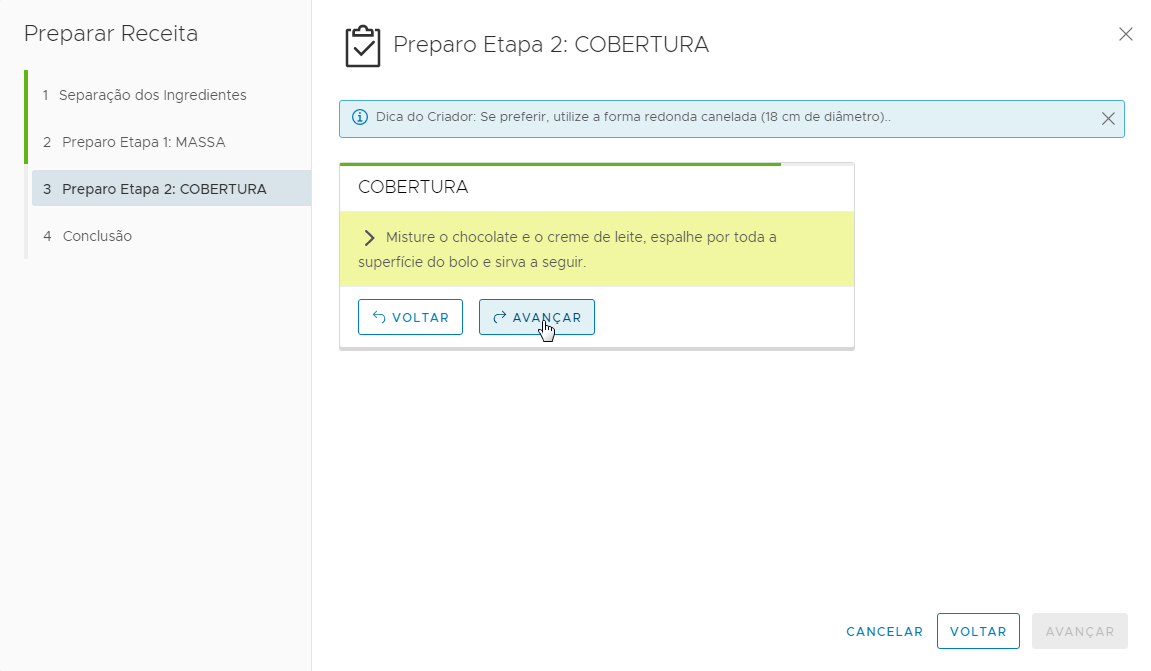 Preparar Receita
1 Separação dos Ingredientes
2 Preparo Etapa 1: MASSA
3 Preparo Etapa 2: COBERTURA
4 Conclusão
Preparo Etapa 2: COBERTURA
Dica do Criador: Se preferir, utilize a forma redonda canelada (18 cm de diâmetro)..
COBERTURA
Misture o chocolate e o creme de leite, espalhe por toda a
superfície do bolo e sirva a seguir.
VOLTAR AVANÇAR
CANCELAR VOLTAR AVANÇAR